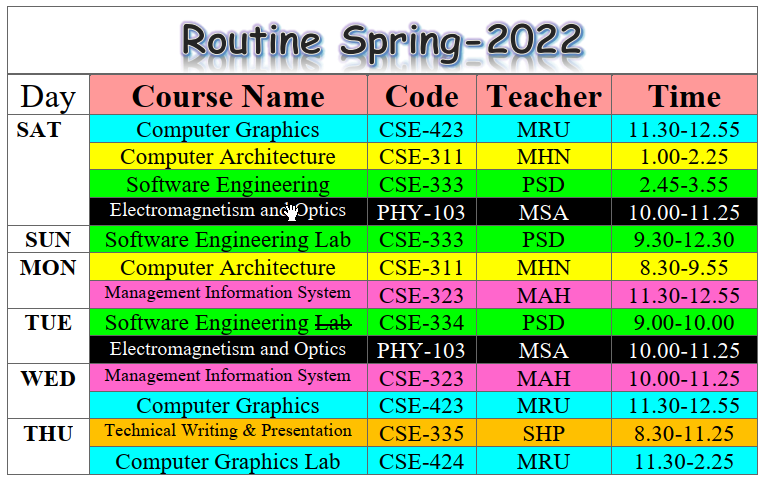 Routine Spring-2022
Day Course Name Code Teacher Time
SAT Computer Graphics CSE-423 MRU 11.30-12.55
Computer Architecture CSE-311 MHN 1.00-2.25
Software Engineering CSE-333 PSD 2.45-3.55
Electromagnetism and Optics PHY-103 MSA 10.00-11.25
SUN Software Engineering Lab CSE-333 PSD 9.30-12.30
MON Computer Architecture CSE-311 MHN 8.30-9.55
Management Information System CSE-323 MAH 11.30-12.55
TUE Software Engineering Lab CSE-334 PSD 9.00-10.00
Electromagnetism and Optics PHY-103 MSA 10.00-11.25
WED Management Information System CSE-323 MAH 10.00-11.25
Computer Graphics CSE-423 MRU 11.30-12.55
THU Technical Writing & Presentation CSE-335 SHP 8.30-11.25
Computer Graphics Lab CSE-424 MRU 11.30-2.25